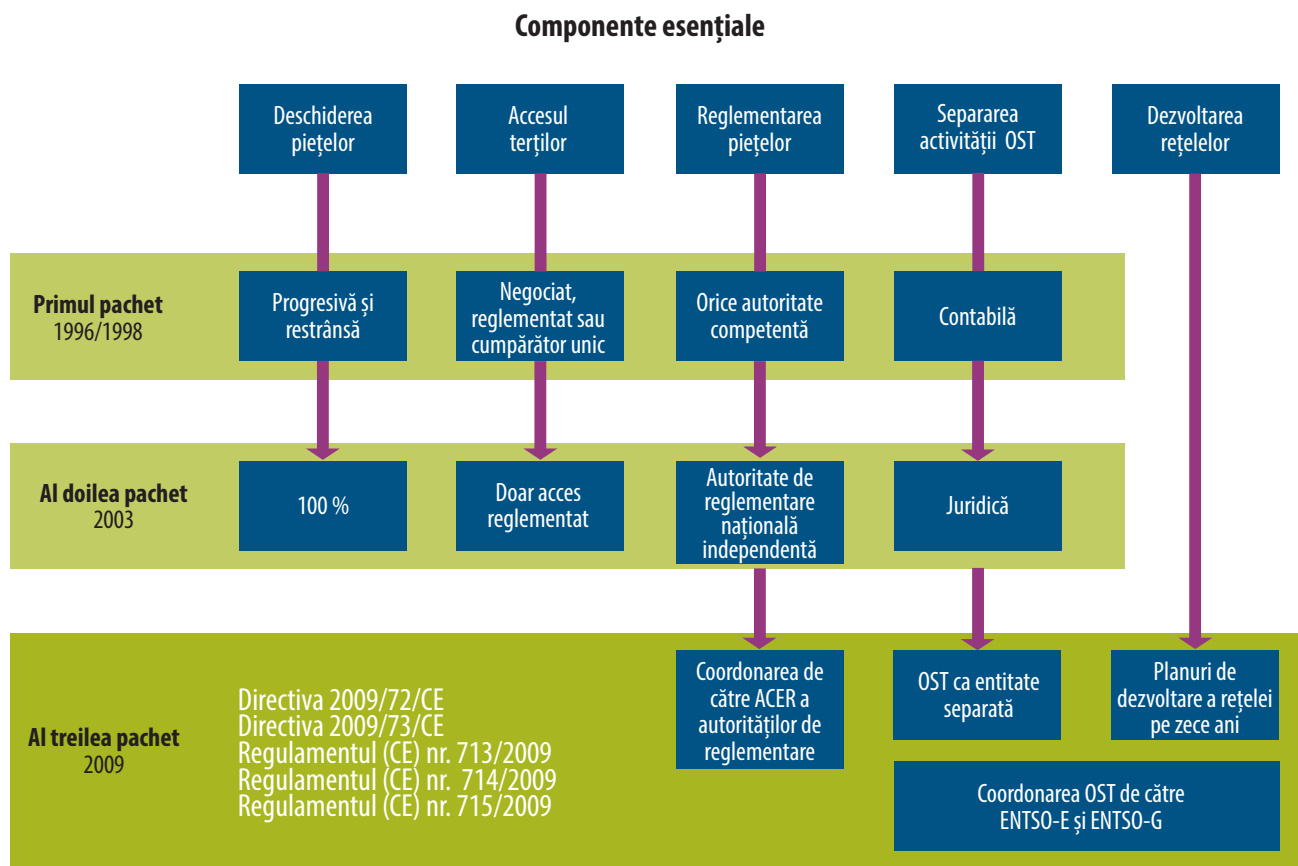 Componente esențiale
Deschiderea
piețelor
Accesul
terților
Reglementarea
piețelor
Separarea
activității OST
Dezvoltarea
rețelelor
Primul pachet
1996/1998
Progresivă și
restrânsă
Negociat,
reglementat sau
cumpărător unic
Orice autoritate
competentă
Contabilă
Al doilea pachet
2003
100 %
Doar acces
reglementat
Autoritate de
reglementare
națională
independentă
Juridică
Al treilea pachet
2009
Directiva 2009/72/CE
Directiva 2009/73/CE
Regulamentul (CE) nr. 713/2009
Regulamentul (CE) nr. 714/2009
Regulamentul (CE) nr. 715/2009
Coordonarea de
către ACER a
autorităților de
reglementare
OST ca entitate
separată
Planuri de
dezvoltare a rețelei
pe zece ani
Coordonarea OST de către
ENTSO-E și ENTSO-G